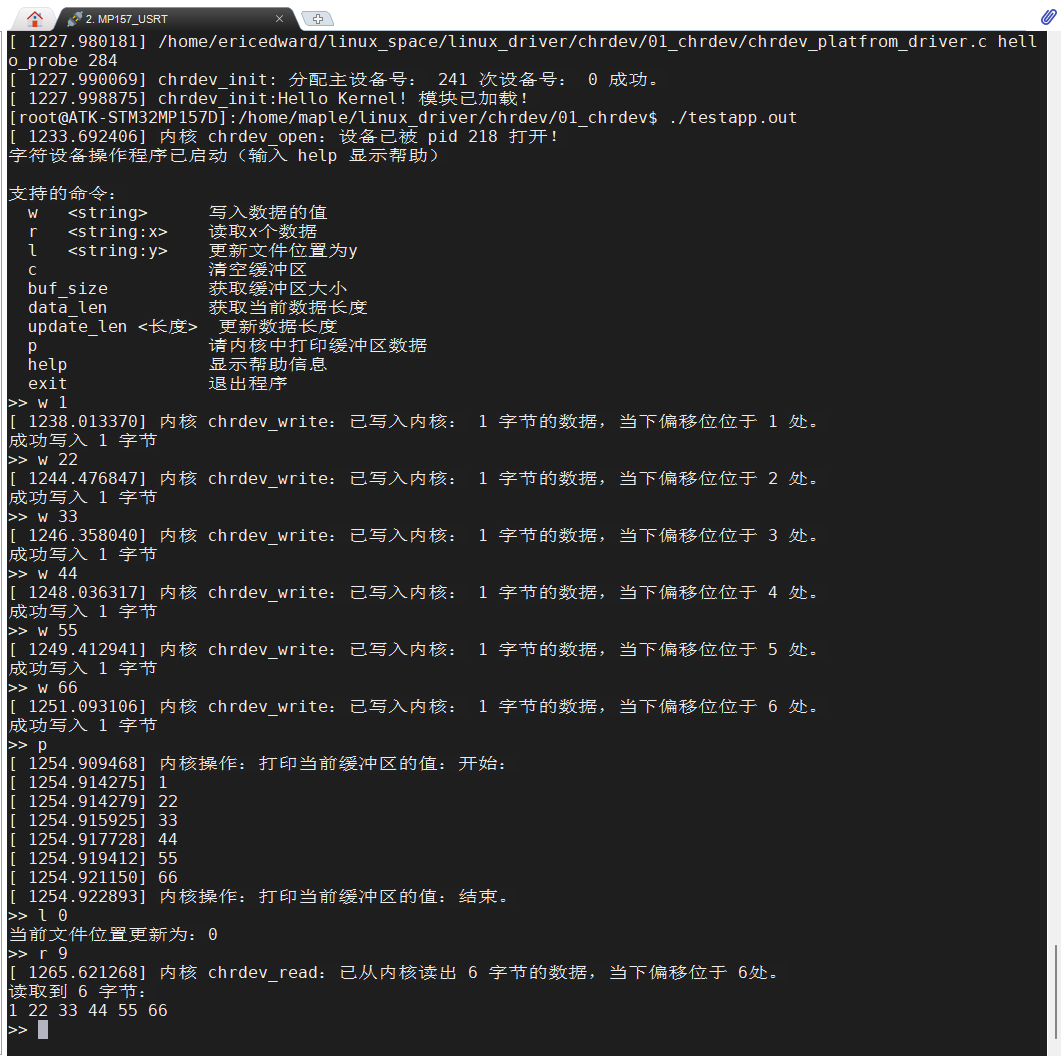 2. MP157_USRT
[ 1227.980181] /home/ericedward/linux_space/linux_driver/chrdev/01_chrdev/chrdev_platfrom_driver.c hell
o_probe 284
[ 1227.990069] chrdev_init: 分配主设备号： 241 次设备号： 0 成功。
[ 1227.998875] chrdev_init:Hello Kernel! 模块已加载！
[root@ATK-STM32MP157D]:/home/maple/linux_driver/chrdev/01_chrdev$ ./testapp.out
[ 1233.692406] 内核 chrdev_open：设备已被 pid 218 打开！
字符设备操作程序已启动（输入 help 显示帮助）
支持的命令：
w <string> 写入数据的值
r <string:x> 读取x个数据
l <string:y> 更新文件位置为y
c 清空缓冲区
buf_size 获取缓冲区大小
data_len 获取当前数据长度
update_len <长度> 更新数据长度
p 请内核中打印缓冲区数据
help 显示帮助信息
exit 退出程序
>> w 1
[ 1238.013370] 内核 chrdev_write：已写入内核： 1 字节的数据，当下偏移位位于 1 处。
成功写入 1 字节
>> w 22
[ 1244.476847] 内核 chrdev_write：已写入内核： 1 字节的数据，当下偏移位位于 2 处。
成功写入 1 字节
>> w 33
[ 1246.358040] 内核 chrdev_write：已写入内核： 1 字节的数据，当下偏移位位于 3 处。
成功写入 1 字节
>> w 44
[ 1248.036317] 内核 chrdev_write：已写入内核： 1 字节的数据，当下偏移位位于 4 处。
成功写入 1 字节
>> w 55
[ 1249.412941] 内核 chrdev_write：已写入内核： 1 字节的数据，当下偏移位位于 5 处。
成功写入 1 字节
>> w 66
[ 1251.093106] 内核 chrdev_write：已写入内核： 1 字节的数据，当下偏移位位于 6 处。
成功写入 1 字节
>> p
[ 1254.909468] 内核操作：打印当前缓冲区的值：开始：
[ 1254.914275] 1
[ 1254.914279] 22
[ 1254.915925] 33
[ 1254.917728] 44
[ 1254.919412] 55
[ 1254.921150] 66
[ 1254.922893] 内核操作：打印当前缓冲区的值：结束。
>> l 0
当前文件位置更新为：0
>> r 9
[ 1265.621268] 内核 chrdev_read：已从内核读出 6 字节的数据，当下偏移位于 6处。
读取到 6 字节：
1 22 33 44 55 66
>>